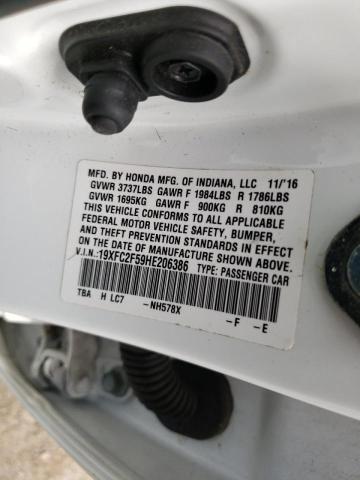 MFD. BY HONDA MFG. OF INDIANA, LLC 11/'16
GVWR 3737LBS GAWR F 1984LBS R 1786LBS
GVWR 1695KG GAWR F 900KG R 810KG
THIS VEHICLE CONFORMS TO ALL APPLICABLE
FEDERAL MOTOR VEHICLE SAFETY, BUMPER,
AND THEFT PREVENTION STANDARDS IN EFFECT
ON THE DATE OF MANUFACTURE SHOWN ABOVE.
V.I.N.:19XFC2F59HE206386 TYPE: PASSENGER CAR
TBA H LC7 -NH578X -F -E